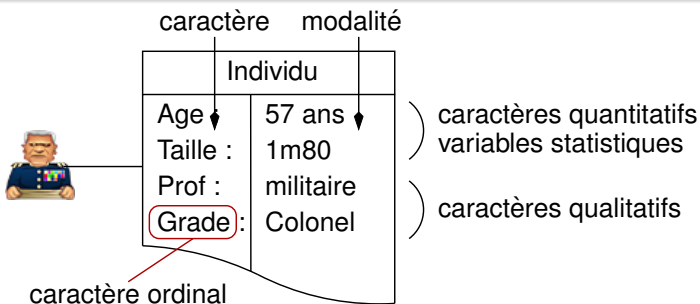 caractère modalité
Individu
Age : 57 ans
Taille : 1m80
Prof : militaire
Grade : Colonel
caractères quantitatifs
variables statistiques
caractères qualitatifs
caractère ordinal